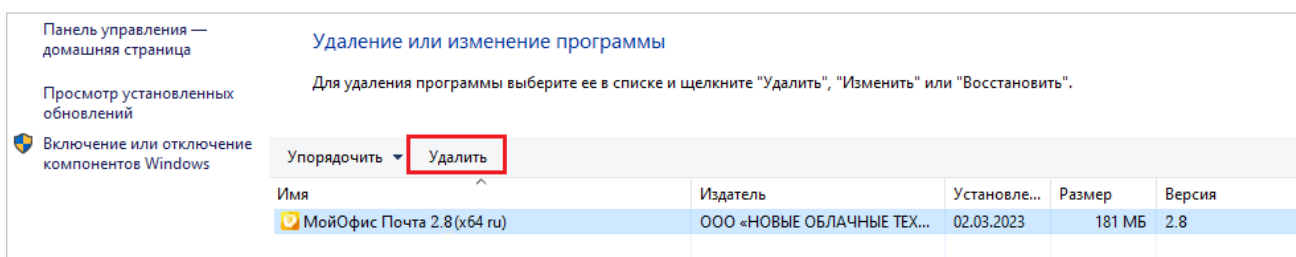 Панель управления —
домашняя страница
Просмотр установленных
обновлений
Включение или отключение
компонентов Windows
Удаление или изменение программы
Для удаления программы выберите ее в списке и щелкните "Удалить", "Изменить" или "Восстановить".
Упорядочить Удалить
Имя Издатель Установле... Размер Версия
МойОфис Почта 2.8 (x64 ru) ООО «НОВЫЕ ОБЛАЧНЫЕ ТЕХ... 02.03.2023 181 МБ 2.8